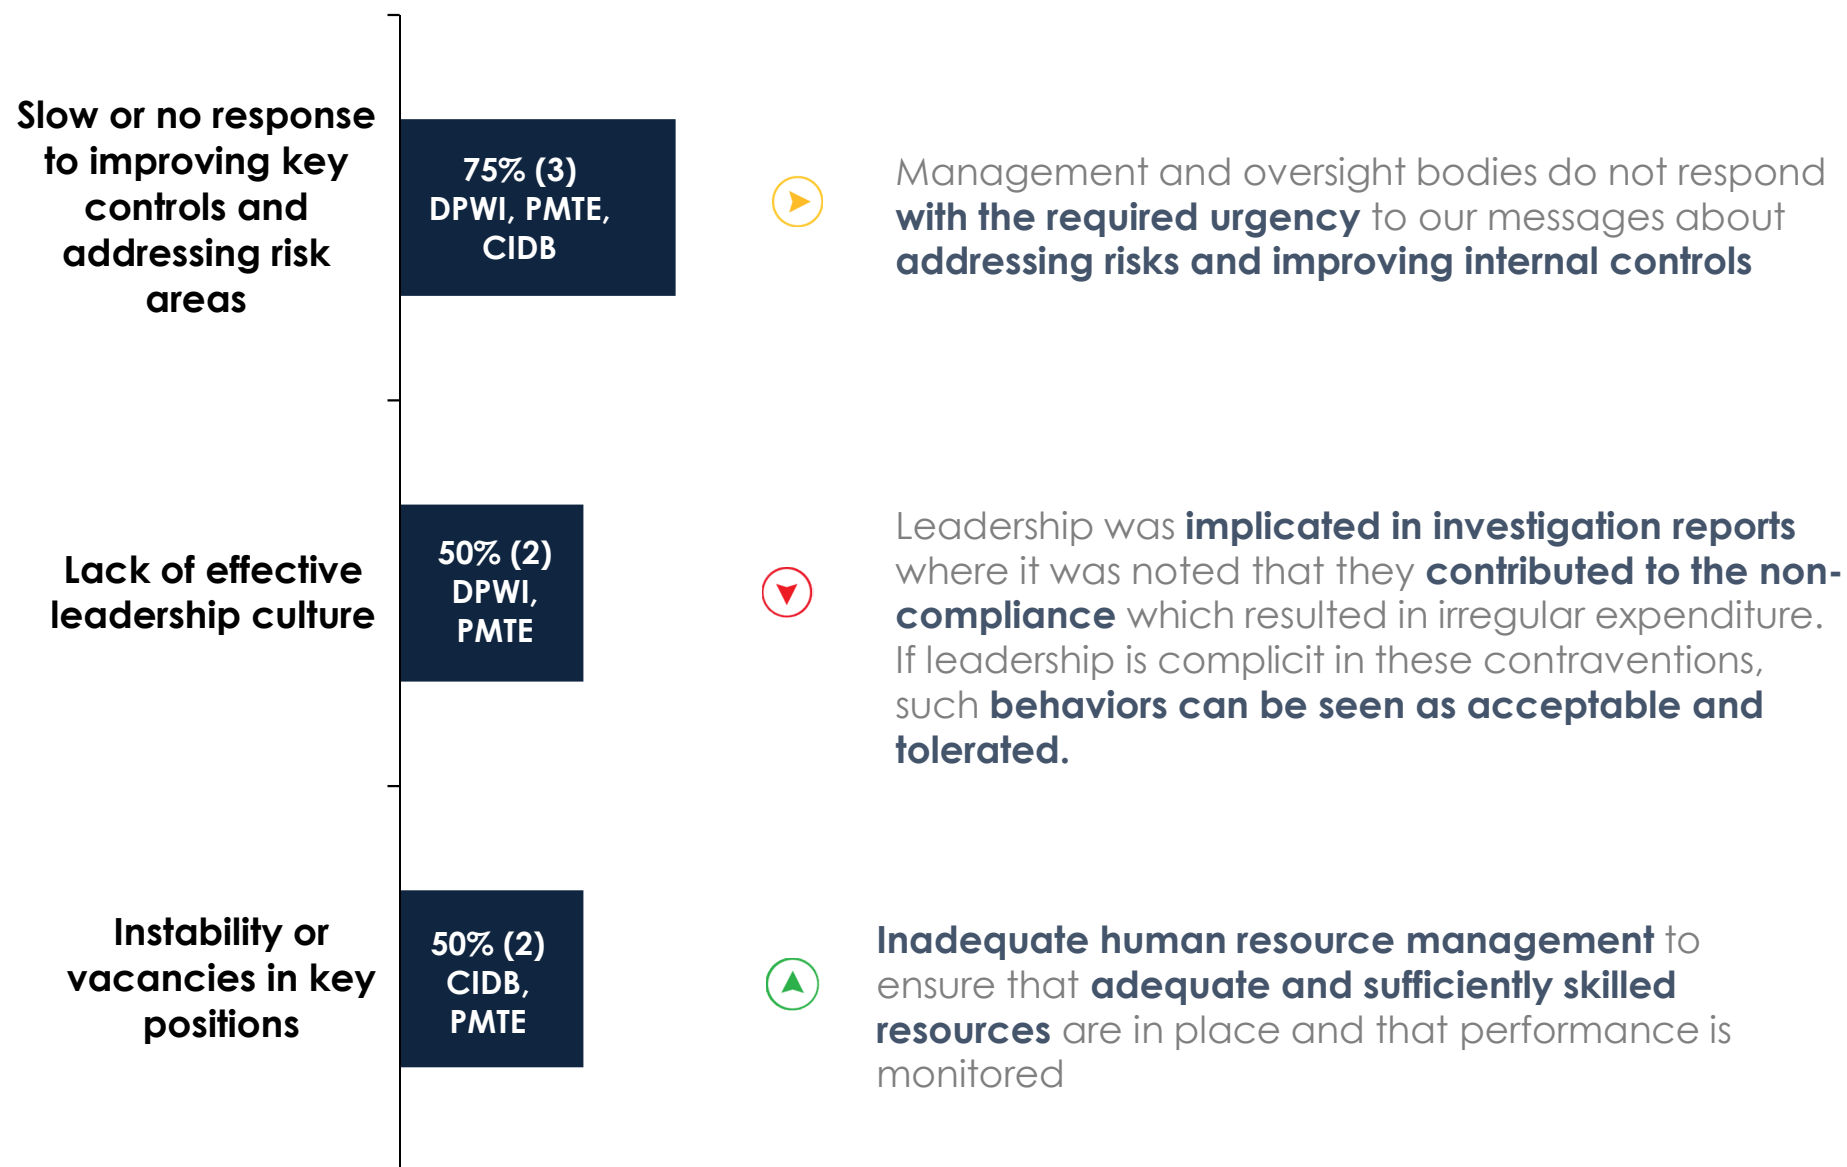 Slow or no response
to improving key
controls and
addressing risk
areas
75% (3)
DPWI, PMTE,
CIDB
Management and oversight bodies do not respond
with the required urgency to our messages about
addressing risks and improving internal controls
Lack of effective
leadership culture
50% (2)
DPWI,
PMTE
Leadership was implicated in investigation reports
where it was noted that they contributed to the non-
compliance which resulted in irregular expenditure.
If leadership is complicit in these contraventions,
such behaviors can be seen as acceptable and
tolerated.
Instability or
vacancies in key
positions
50% (2)
CIDB,
PMTE
Inadequate human resource management to
ensure that adequate and sufficiently skilled
resources are in place and that performance is
monitored